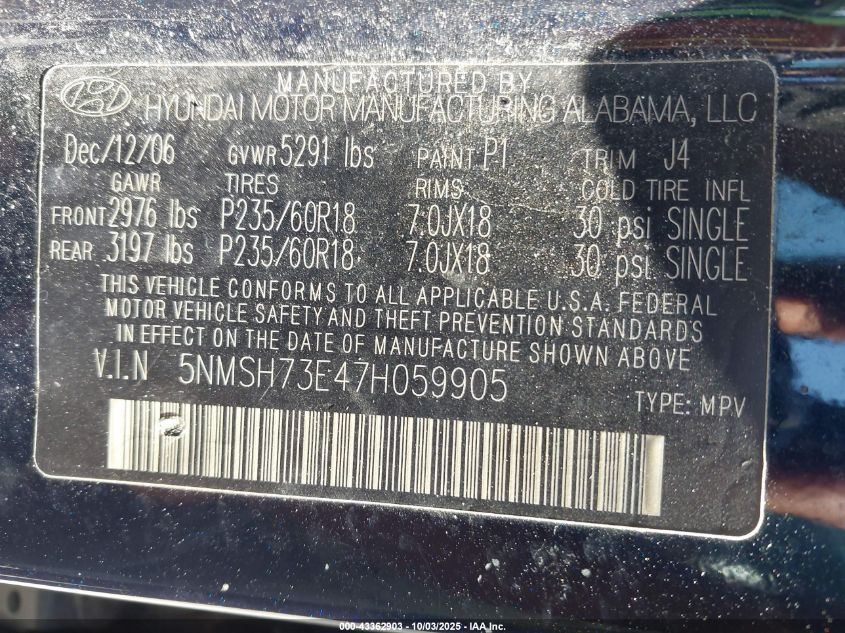 MANUFACTURED BY
HYUNDAI MOTOR MANUFACTURING ALABAMA, LLC
Dec/12/06 GVWR 5291 lbs PAINT P1 TRIM J4
GAWR TIRES RIMS COLD TIRE INFL
FRONT 2976 lbs P235/60R18 7.0JX18 30 psi SINGLE
REAR 3197 lbs P235/60R18 7.0JX18 30 psi SINGLE
THIS VEHICLE CONFORMS TO ALL APPLICABLE U.S.A. FEDERAL
MOTOR VEHICLE SAFETY AND THEFT PREVENTION STANDARDS
IN EFFECT ON THE DATE OF MANUFACTURE SHOWN ABOVE
V.I.N 5NMSH73E47H059905
TYPE: MPV
000-43362903 - 10/03/2025 - IAA Inc.